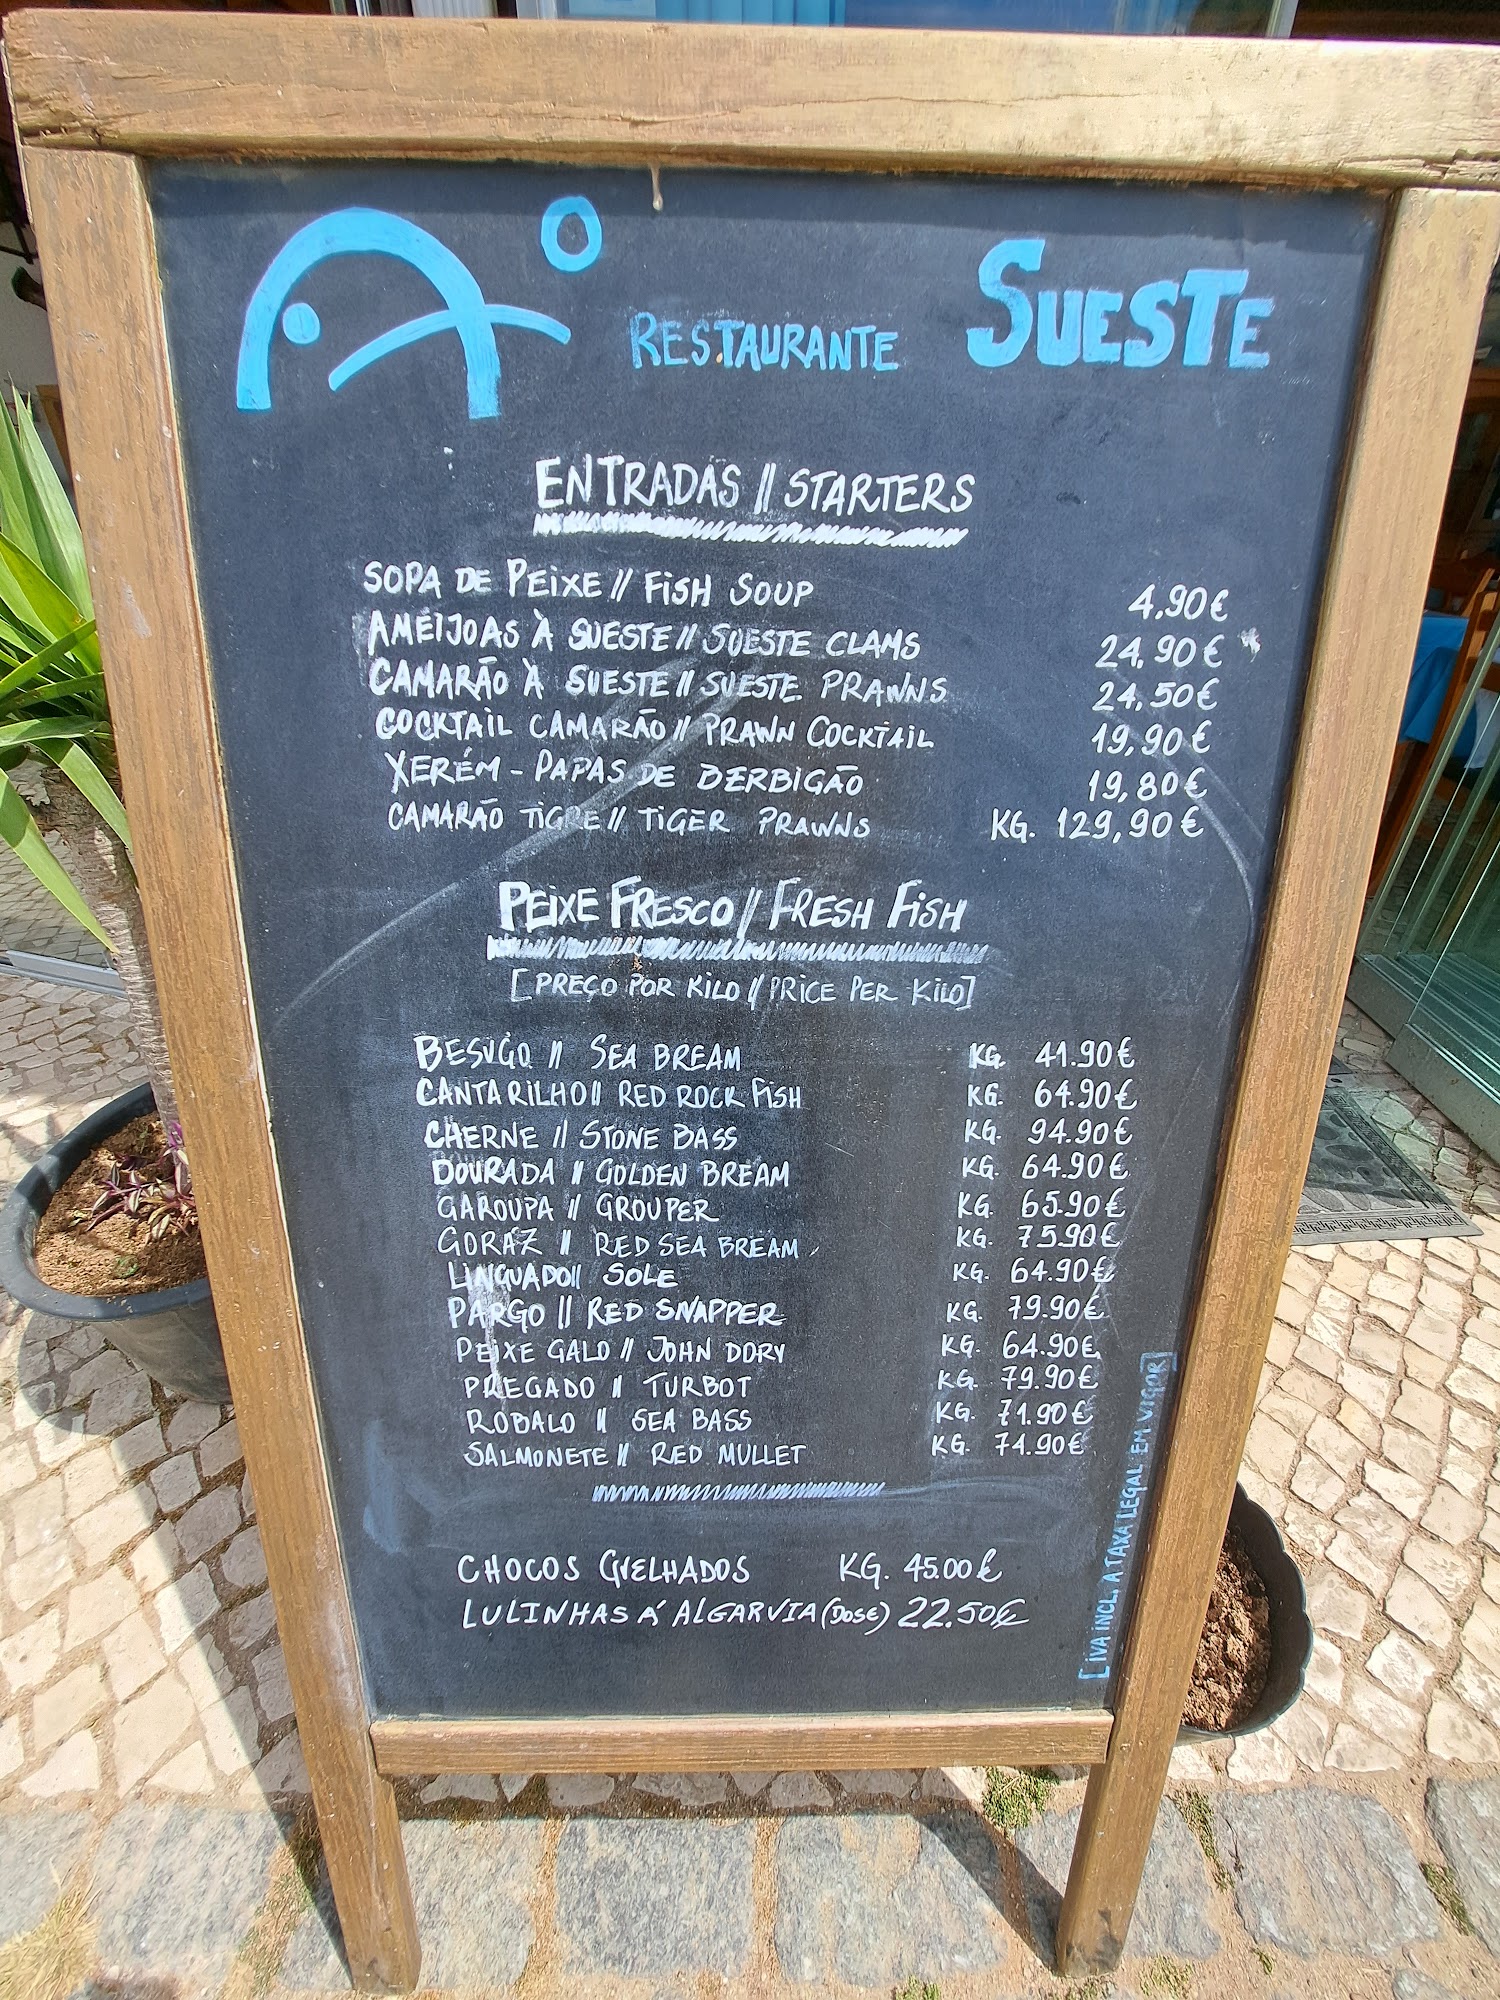 RESTAURANTE SUESTE
ENTRADAS // STARTERS
SOPA DE PEIXE // FISH SOUP 4.90€
AMÊIJOAS À SUESTE // SUESTE CLAMS 24.90€
CAMARÃO À SUESTE // SUESTE PRAWNS 24,50€
COCKTAIL CAMARÃO // PRAWN COCKTAIL 19,90€
XERÉM - PAPAS DE BERBIGÃO 19,80€
CAMARÃO TIGRE // TIGER PRAWNS KG. 129,90€
PEIXE FRESCO // FRESH FISH
[PREÇO POR KILO // PRICE PER KILO]
BESUGO // SEA BREAM KG. 41.90€
CANTARILHO // RED ROCK FISH KG. 64.90€
CHERNE // STONE BASS KG. 94.90€
DOURADA // GOLDEN BREAM KG. 64.90€
GAROUPA // GROUPER KG. 65.90€
GORAZ // RED SEA BREAM KG. 75.90€
LINGUADO // SOLE KG. 64.90€
PARGO // RED SNAPPER KG. 79.90€
PEIXE GALO // JOHN DORY KG. 64.90€
PREGADO // TURBOT KG. 79.90€
ROBALO // SEA BASS KG. 71.90€
SALMONETE // RED MULLET KG. 74.90€
CHOCOS GRELHADOS KG. 45.00€
LULINHAS Á ALGARVIA (DOSE) 22.50€
[IVA INCL. A TAXA LEGAL EM VIGOR]